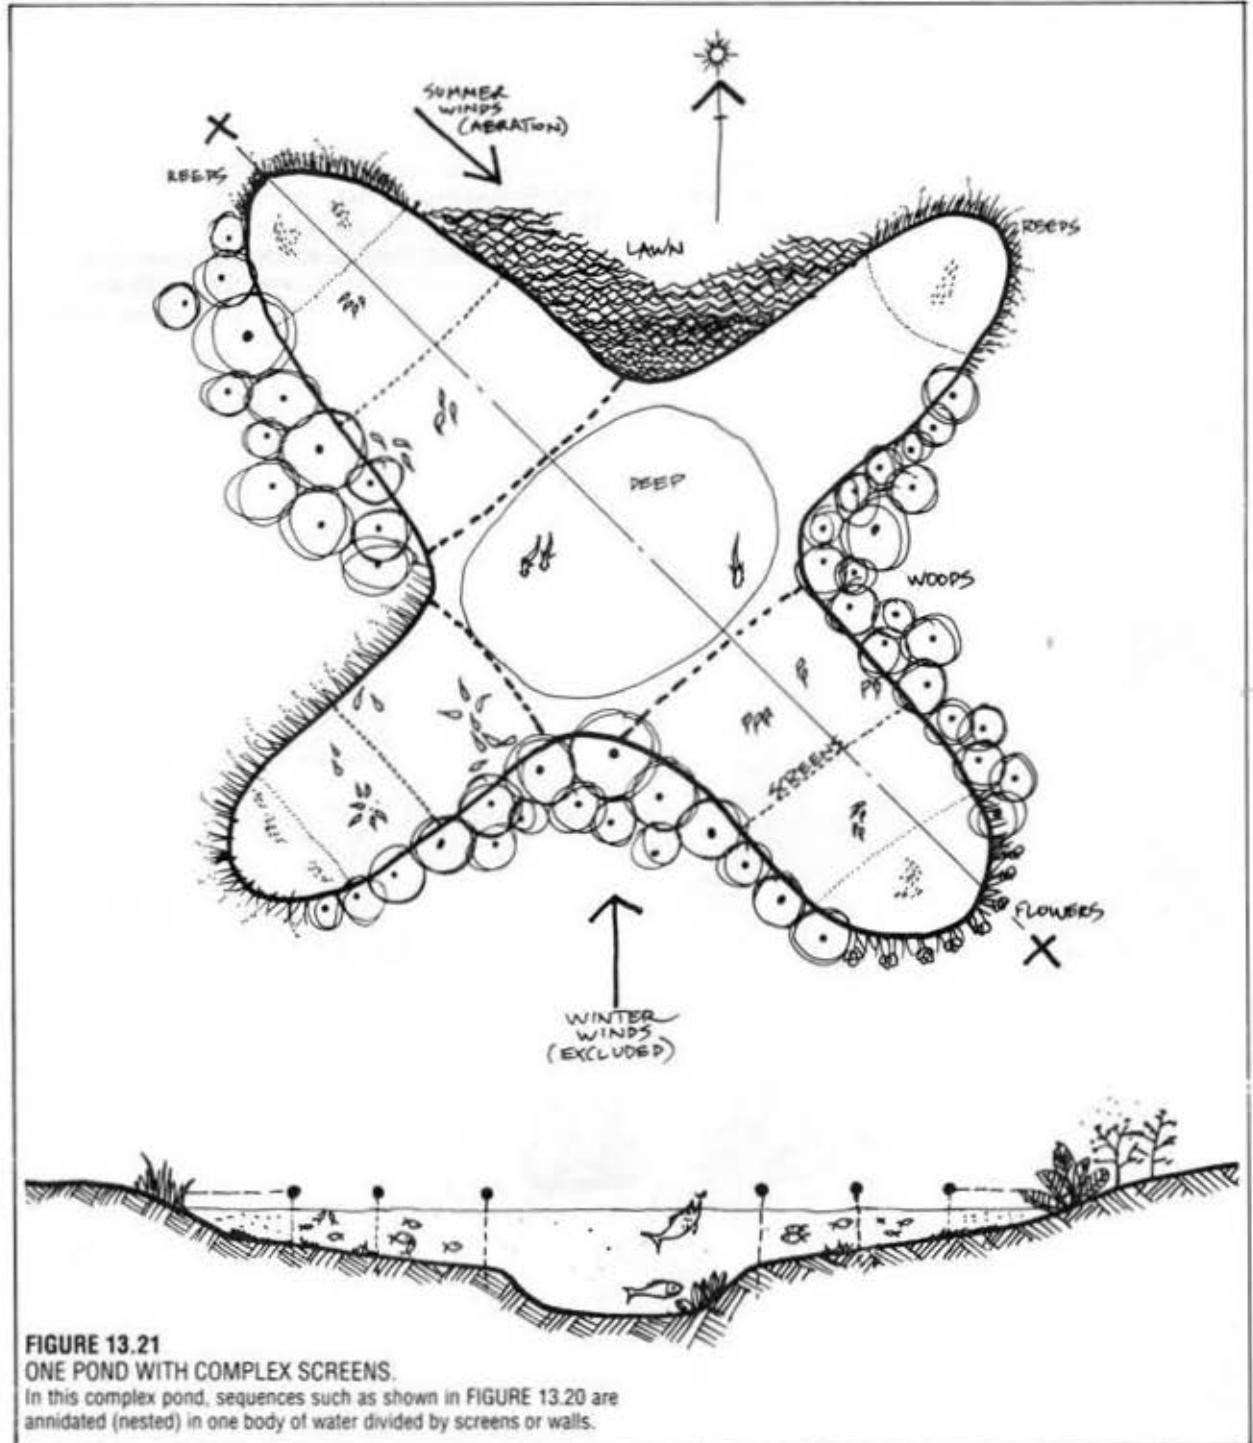 SUMMER
WINDS
(AERATION)
X
REEDS
LAWN
REEDS
DEEP
WOODS
SCREENS
FLOWERS
X
WINTER
WINDS
(EXCLUDED)
FIGURE 13.21
ONE POND WITH COMPLEX SCREENS.
In this complex pond, sequences such as shown in FIGURE 13.20 are
annidated (nested) in one body of water divided by screens or walls.